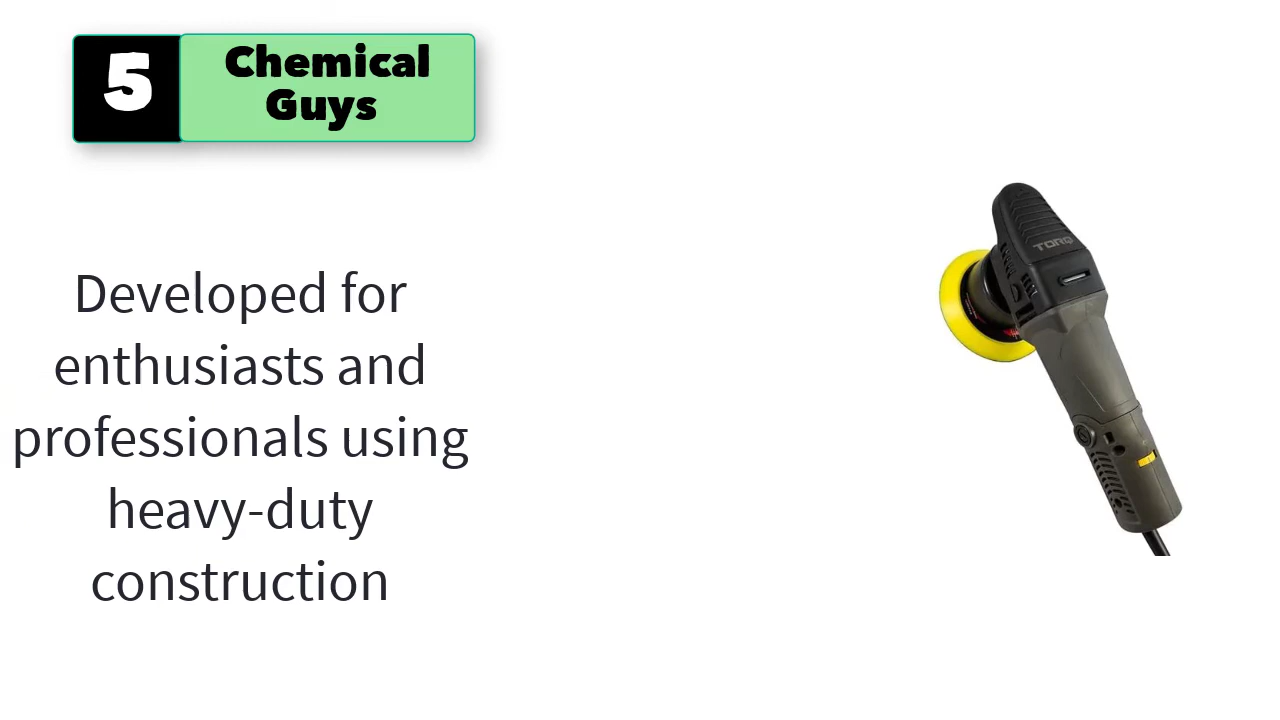 5
Chemical
Guys
TORQ
Developed for
enthusiasts and
professionals using
heavy-duty
construction